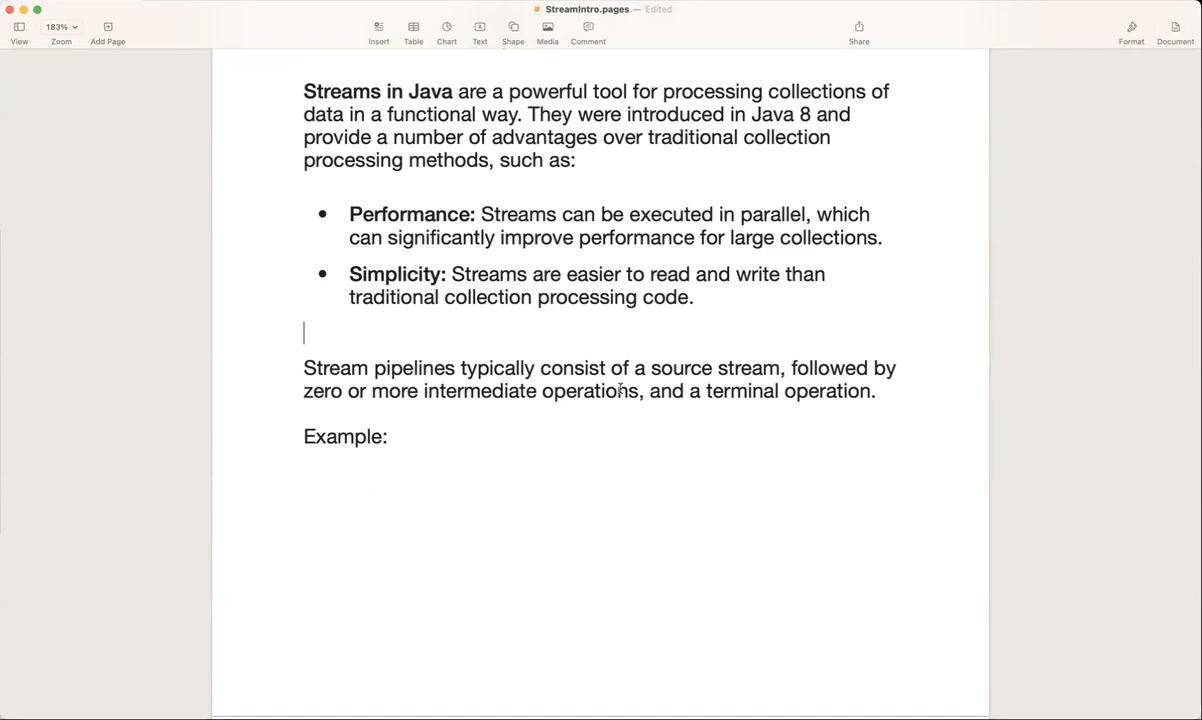 StreamIntro.pages — Edited
183%
View Zoom Add Page Insert Table Chart Text Shape Media Comment Share Format Document
Streams in Java are a powerful tool for processing collections of
data in a functional way. They were introduced in Java 8 and
provide a number of advantages over traditional collection
processing methods, such as:
• Performance: Streams can be executed in parallel, which
can significantly improve performance for large collections.
• Simplicity: Streams are easier to read and write than
traditional collection processing code.
Stream pipelines typically consist of a source stream, followed by
zero or more intermediate operations, and a terminal operation.
Example: